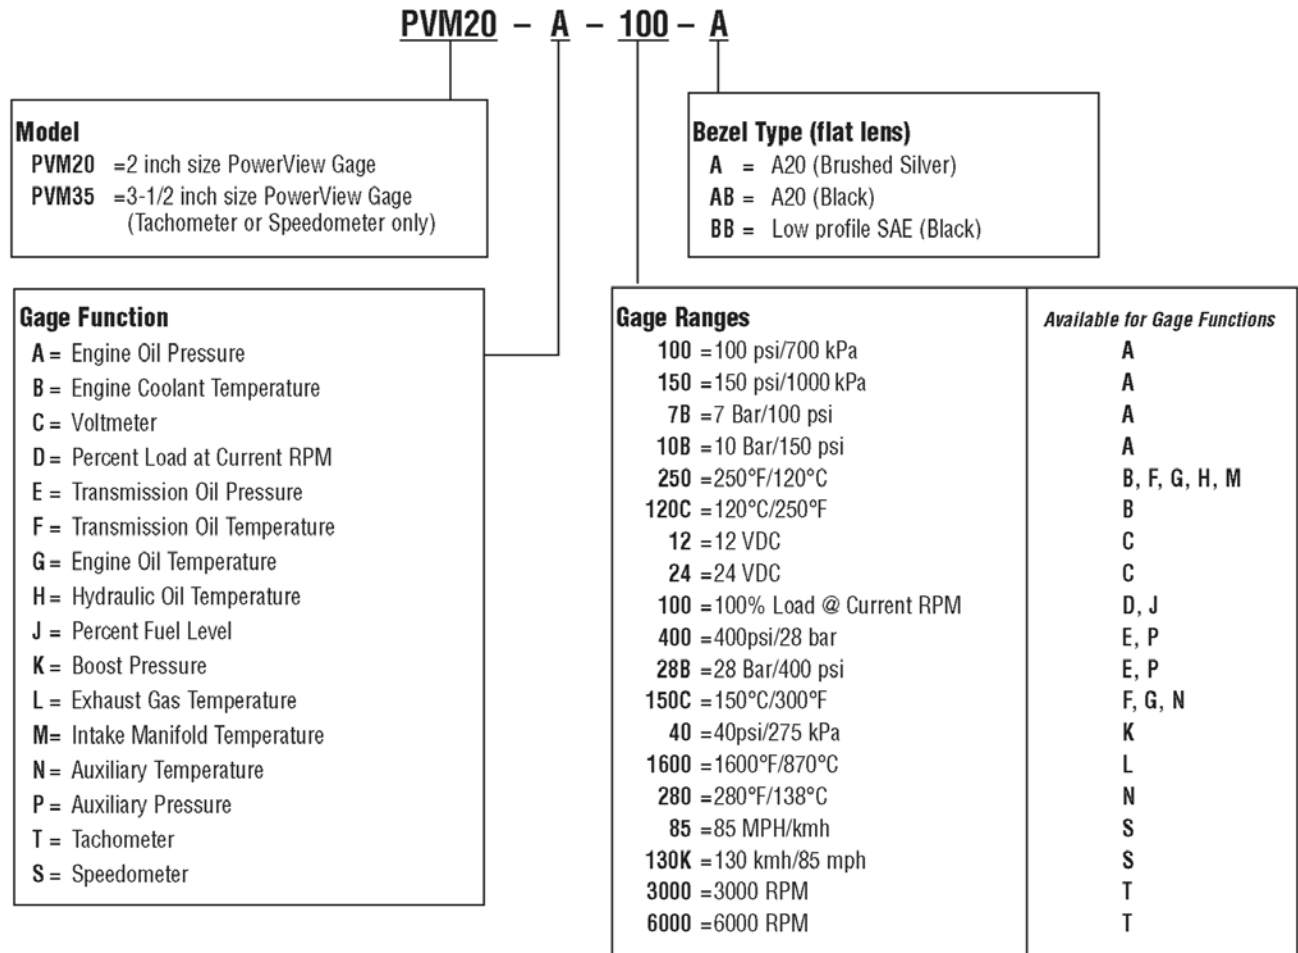 PVM20 – A – 100 – A
Model
PVM20 =2 inch size PowerView Gage
PVM35 =3-1/2 inch size PowerView Gage
(Tachometer or Speedometer only)
Bezel Type (flat lens)
A = A20 (Brushed Silver)
AB = A20 (Black)
BB = Low profile SAE (Black)
Gage Function
A = Engine Oil Pressure
B = Engine Coolant Temperature
C = Voltmeter
D = Percent Load at Current RPM
E = Transmission Oil Pressure
F = Transmission Oil Temperature
G = Engine Oil Temperature
H = Hydraulic Oil Temperature
J = Percent Fuel Level
K = Boost Pressure
L = Exhaust Gas Temperature
M= Intake Manifold Temperature
N = Auxiliary Temperature
P = Auxiliary Pressure
T = Tachometer
S = Speedometer
Gage Ranges Available for Gage Functions
100 =100 psi/700 kPa A
150 =150 psi/1000 kPa A
7B =7 Bar/100 psi A
10B =10 Bar/150 psi A
250 =250°F/120°C B, F, G, H, M
120C =120°C/250°F B
12 =12 VDC C
24 =24 VDC C
100 =100% Load @ Current RPM D, J
400 =400psi/28 bar E, P
28B =28 Bar/400 psi E, P
150C =150°C/300°F F, G, N
40 =40psi/275 kPa K
1600 =1600°F/870°C L
280 =280°F/138°C N
85 =85 MPH/kmh S
130K =130 kmh/85 mph S
3000 =3000 RPM T
6000 =6000 RPM T